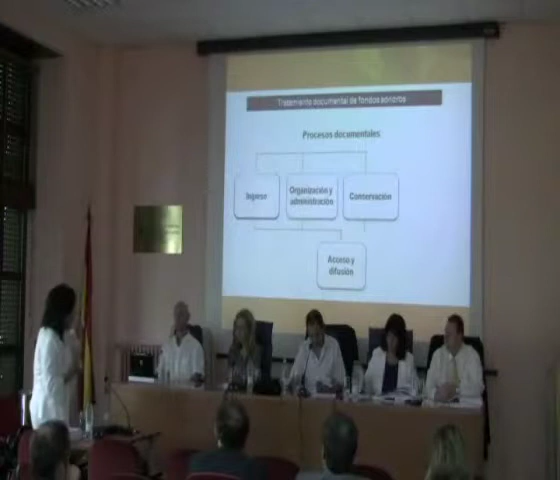 Tratamiento documental de fondos sonoros
Procesos documentales
Ingreso
Organización y
administración
Conservación
Acceso y
difusión